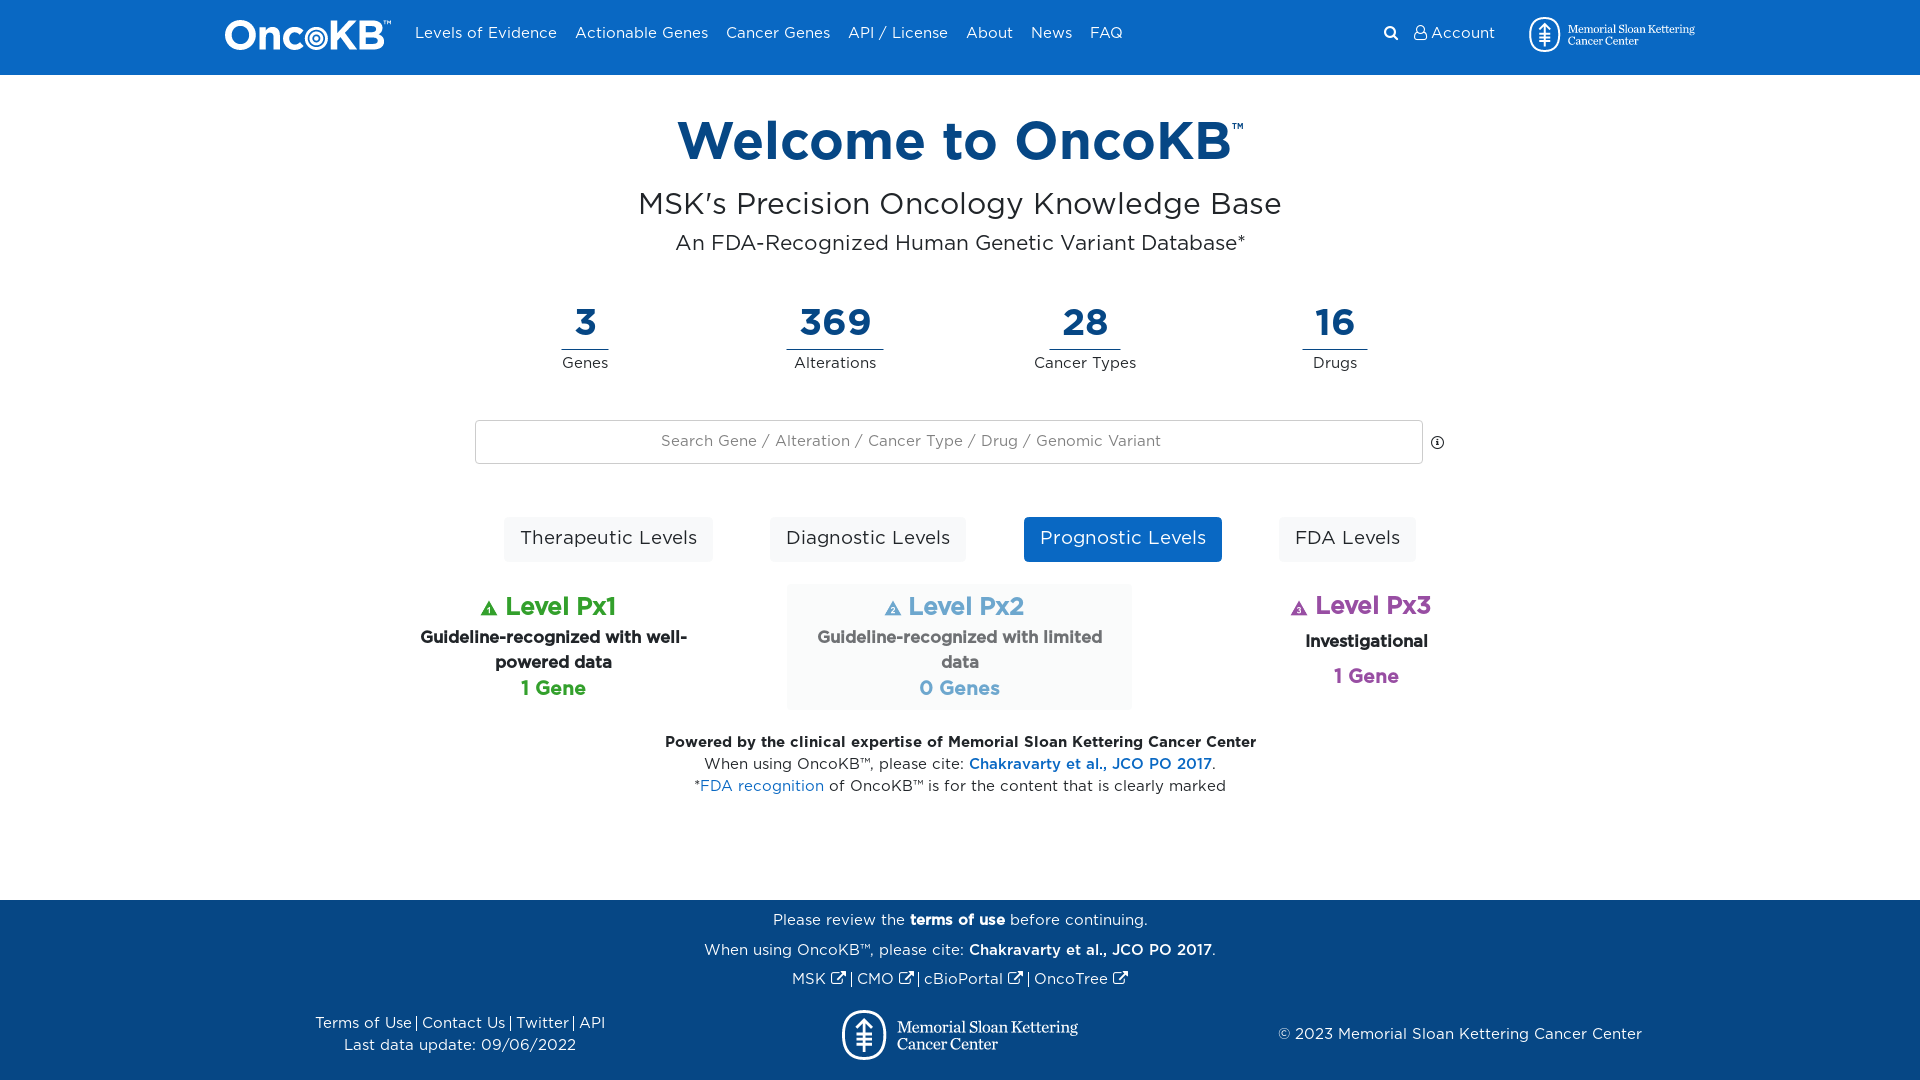 OncoKB™ Levels of Evidence Actionable Genes Cancer Genes API / License About News FAQ Account Memorial Sloan Kettering
Cancer Center
Welcome to OncoKB™
MSK's Precision Oncology Knowledge Base
An FDA-Recognized Human Genetic Variant Database*
3 369 28 16
Genes Alterations Cancer Types Drugs
Search Gene / Alteration / Cancer Type / Drug / Genomic Variant
Therapeutic Levels Diagnostic Levels Prognostic Levels FDA Levels
1 Level Px1
Guideline-recognized with well-
powered data
1 Gene
2 Level Px2
Guideline-recognized with limited
data
0 Genes
3 Level Px3
Investigational
1 Gene
Powered by the clinical expertise of Memorial Sloan Kettering Cancer Center
When using OncoKB™, please cite: Chakravarty et al., JCO PO 2017.
*FDA recognition of OncoKB™ is for the content that is clearly marked
Please review the terms of use before continuing.
When using OncoKB™, please cite: Chakravarty et al., JCO PO 2017.
MSK | CMO | cBioPortal | OncoTree
Terms of Use | Contact Us | Twitter | API
Last data update: 09/06/2022
Memorial Sloan Kettering
Cancer Center
© 2023 Memorial Sloan Kettering Cancer Center